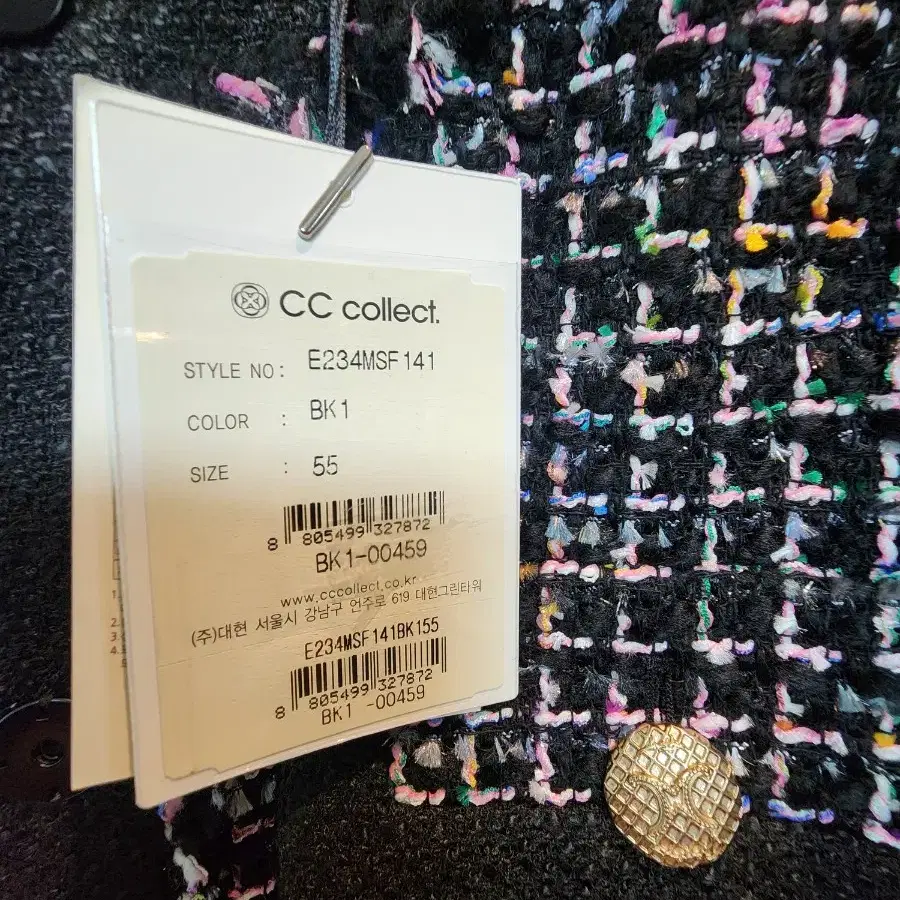 CC collect.
STYLE NO : E234MSF141
COLOR : BK1
SIZE : 55
8 805499 327872
BK1-00459
www.cccollect.co.kr
(주)대현 서울시 강남구 언주로 619 대현그린타워
E234MSF141BK155
8 805499 327872
BK1 -00459